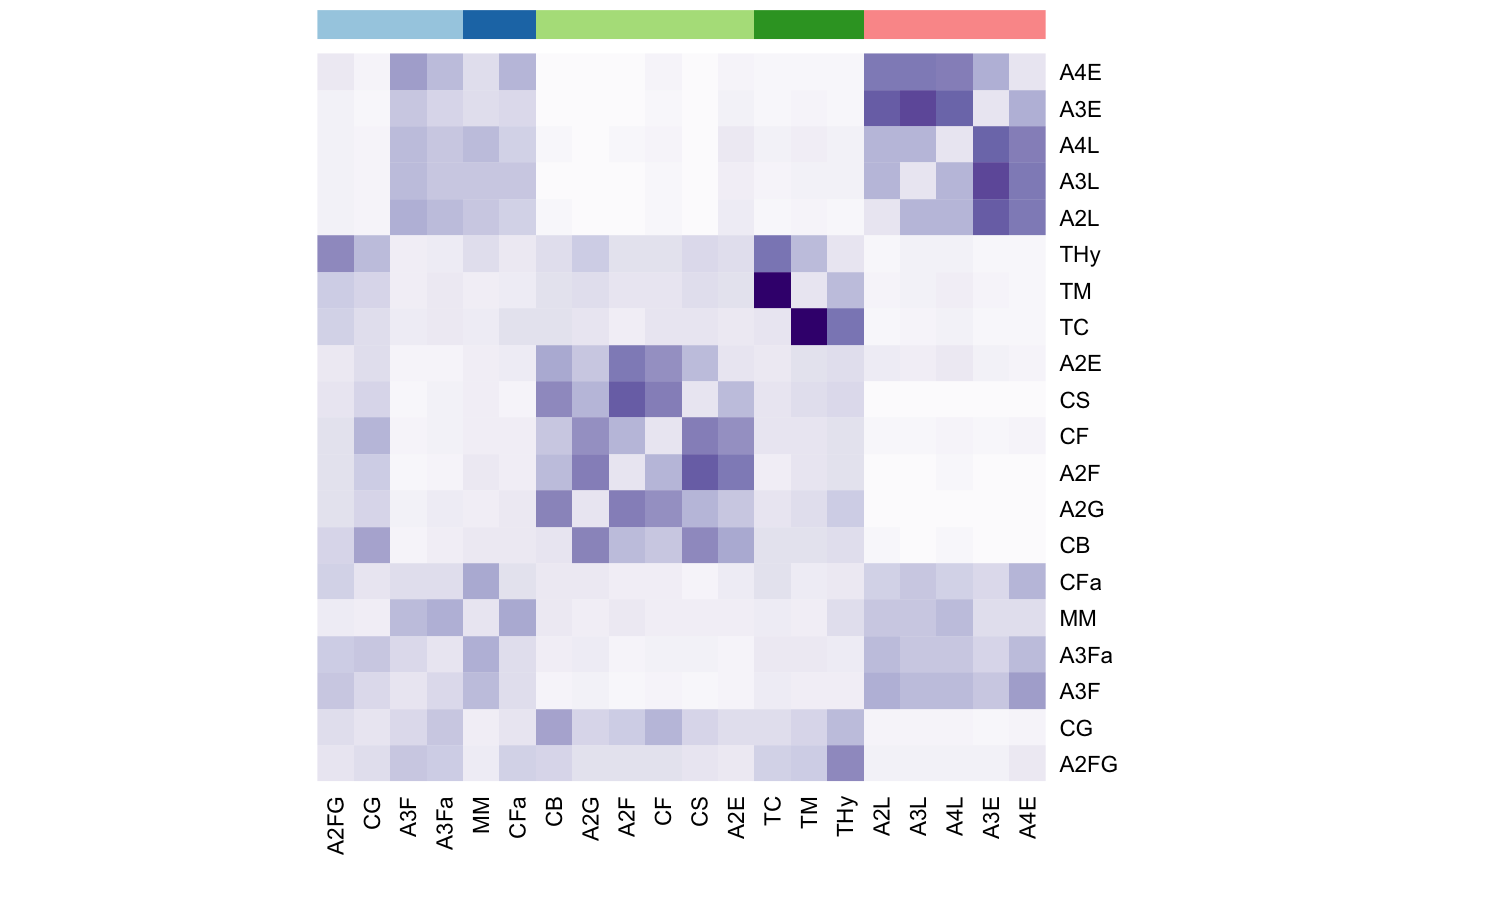 A4E
A3E
A4L
A3L
A2L
THy
TM
TC
A2E
CS
CF
A2F
A2G
CB
CFa
MM
A3Fa
A3F
CG
A2FG
A2FG
CG
A3F
A3Fa
MM
CFa
CB
A2G
A2F
CF
CS
A2E
TC
TM
THy
A2L
A3L
A4L
A3E
A4E